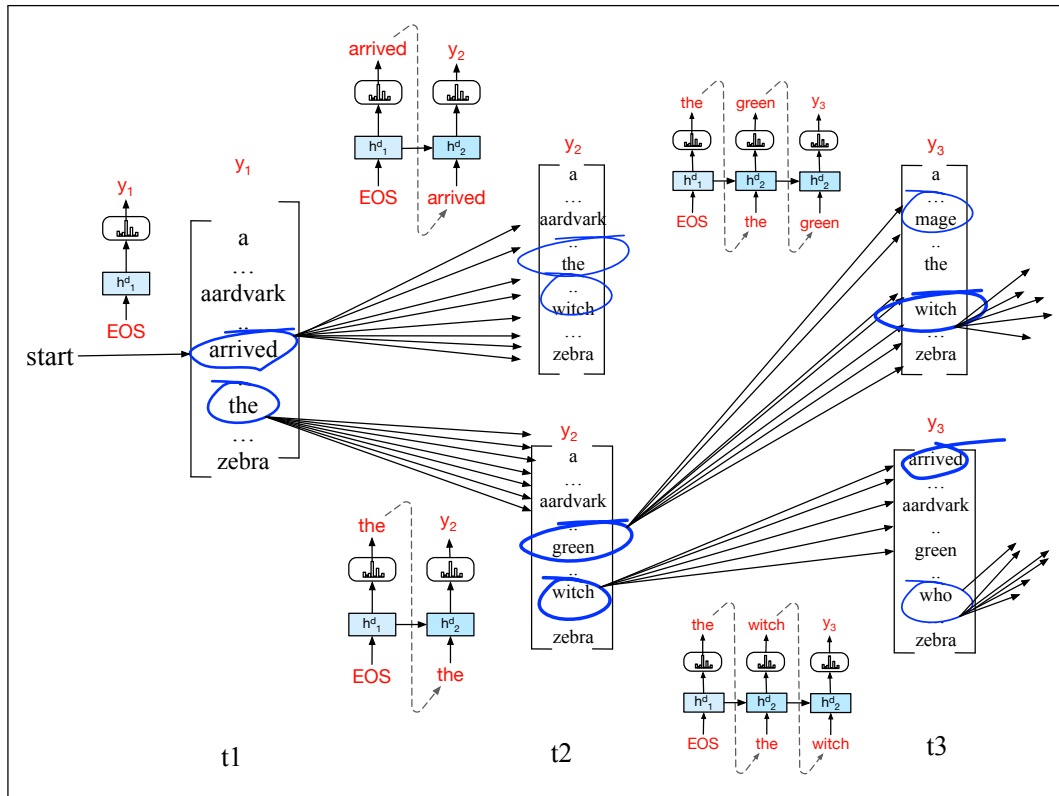 start
y1
EOS
hd1
y1
a
...
aardvark
..
arrived
..
the
...
zebra
arrived
y2
hd1
hd2
EOS
arrived
the
y2
hd1
hd2
EOS
the
y2
a
...
aardvark
..
the
..
witch
...
zebra
y2
a
...
aardvark
..
green
..
witch
...
zebra
the
green
y3
hd1
hd2
hd2
EOS
the
green
the
witch
y3
hd1
hd2
hd2
EOS
the
witch
y3
a
...
mage
..
the
..
witch
...
zebra
y3
arrived
...
aardvark
..
green
..
who
...
zebra
t1
t2
t3